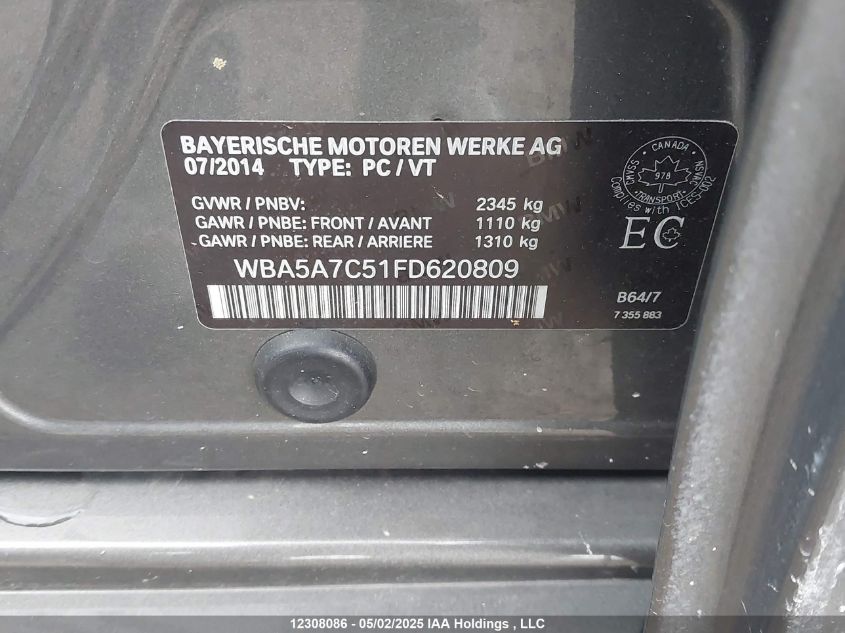 BAYERISCHE MOTOREN WERKE AG
07/2014 TYPE: PC / VT
GVWR / PNBV: 2345 kg
GAWR / PNBE: FRONT / AVANT 1110 kg
GAWR / PNBE: REAR / ARRIERE 1310 kg
WBA5A7C51FD620809
CANADA
CMVSS
NSVAC
978
TRANSPORT
Complies with ICES-002
EC
B64/7
7 355 883
12308086 - 05/02/2025 IAA Holdings , LLC